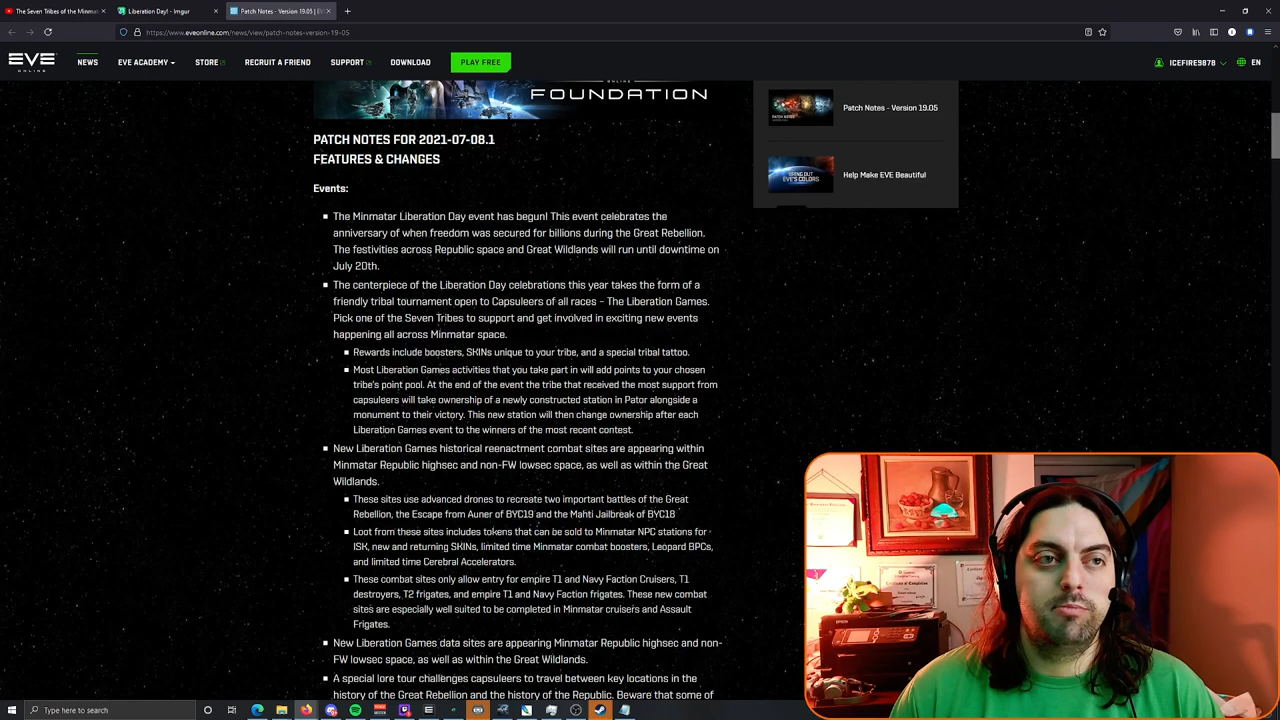 The Seven Tribes of the Minmat
Liberation Day! - Imgur
Patch Notes - Version 19.05 | EV
https://www.eveonline.com/news/view/patch-notes-version-19-05
EVE
ONLINE
NEWS
EVE ACADEMY
STORE
RECRUIT A FRIEND
SUPPORT
DOWNLOAD
PLAY FREE
ICEFIRE9878
EN
FOUNDATION
Patch Notes - Version 19.05
Help Make EVE Beautiful
PATCH NOTES FOR 2021-07-08.1
FEATURES & CHANGES
Events:
The Minmatar Liberation Day event has begun! This event celebrates the
anniversary of when freedom was secured for billions during the Great Rebellion.
The festivities across Republic space and Great Wildlands will run until downtime on
July 20th.
The centerpiece of the Liberation Day celebrations this year takes the form of a
friendly tribal tournament open to Capsuleers of all races – The Liberation Games.
Pick one of the Seven Tribes to support and get involved in exciting new events
happening all across Minmatar space.
Rewards include boosters, SKINs unique to your tribe, and a special tribal tattoo.
Most Liberation Games activities that you take part in will add points to your chosen
tribe's point pool. At the end of the event the tribe that received the most support from
capsuleers will take ownership of a newly constructed station in Pator alongside a
monument to their victory. This new station will then change ownership after each
Liberation Games event to the winners of the most recent contest.
New Liberation Games historical reenactment combat sites are appearing within
Minmatar Republic highsec and non-FW lowsec space, as well as within the Great
Wildlands.
These sites use advanced drones to recreate two important battles of the Great
Rebellion, the Escape from Auner of BYC19 and the Mahti Jailbreak of BYC18
Loot from these sites includes tokens that can be sold to Minmatar NPC stations for
ISK, new and returning SKINs, limited time Minmatar combat boosters, Leopard BPCs,
and limited time Cerebral Accelerators.
These combat sites only allow entry for empire T1 and Navy Faction Cruisers, T1
destroyers, T2 frigates, and empire T1 and Navy Faction frigates. These new combat
sites are especially well suited to be completed in Minmatar cruisers and Assault
Frigates.
New Liberation Games data sites are appearing Minmatar Republic highsec and non-
FW lowsec space, as well as within the Great Wildlands.
A special lore tour challenges capsuleers to travel between key locations in the
history of the Great Rebellion and the history of the Republic. Beware that some of
Type here to search